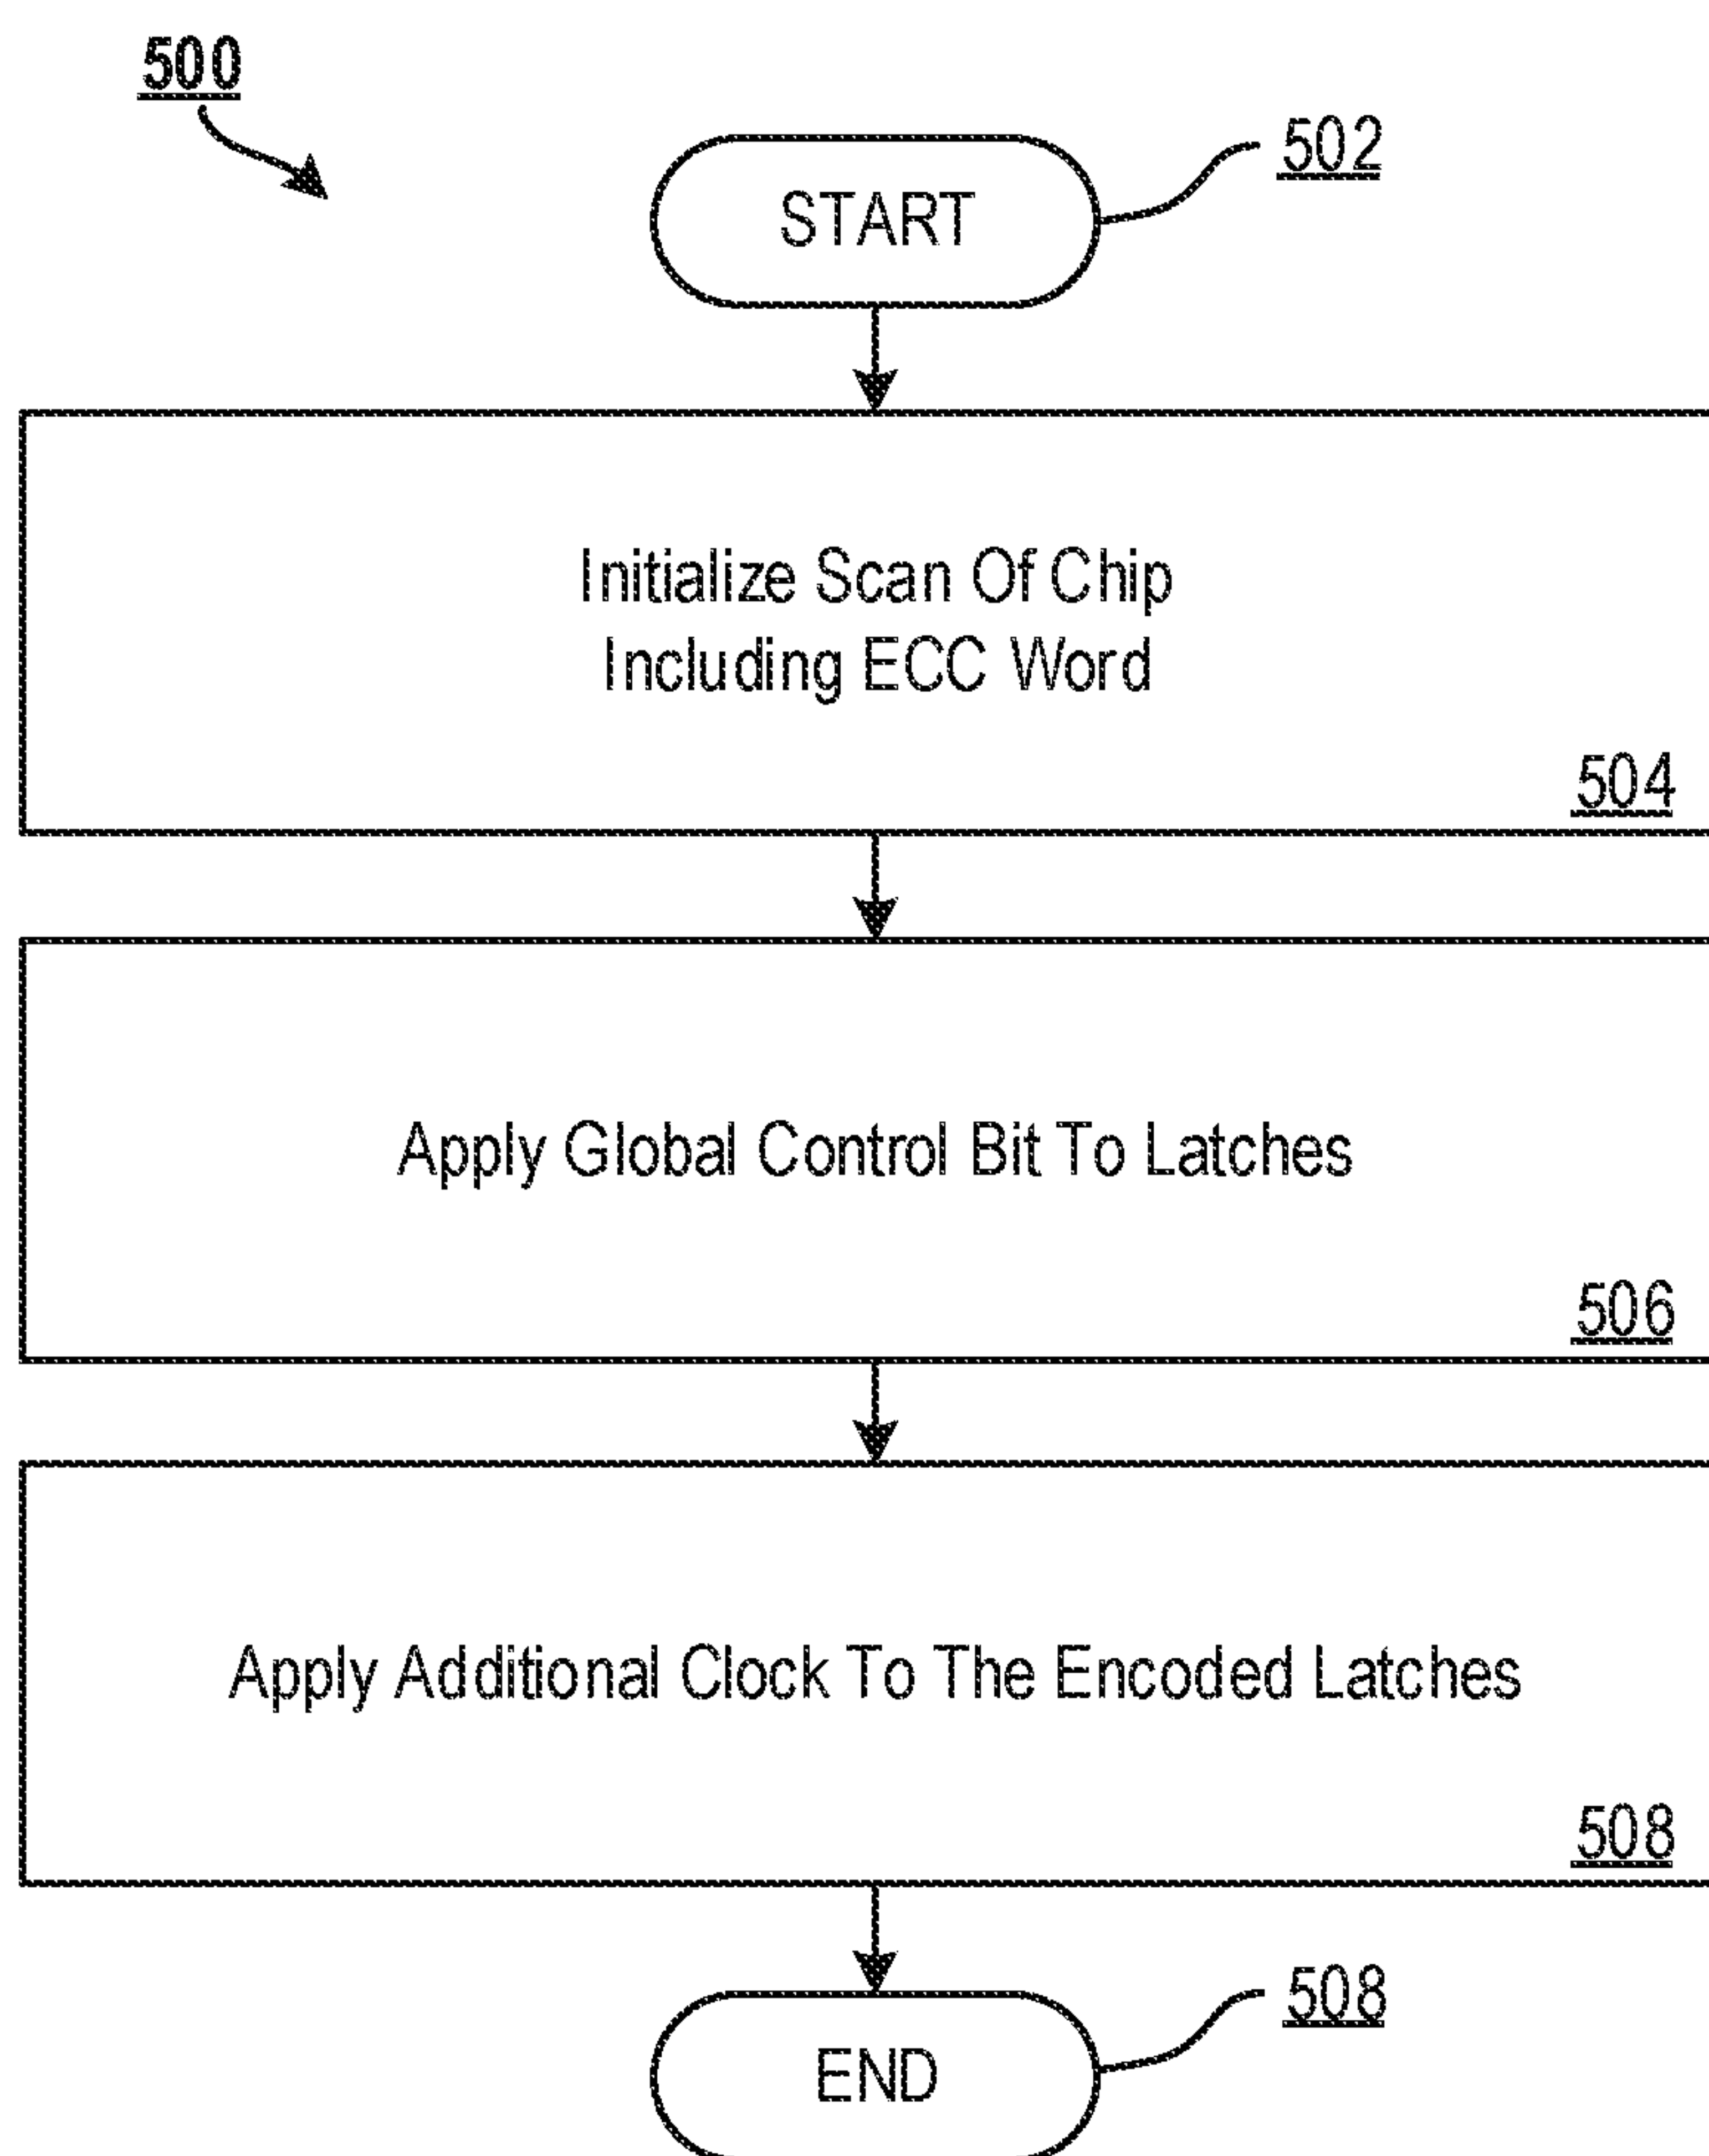 500
502
START
Initialize Scan Of Chip
Including ECC Word
504
Apply Global Control Bit To Latches
506
Apply Additional Clock To The Encoded Latches
508
508
END